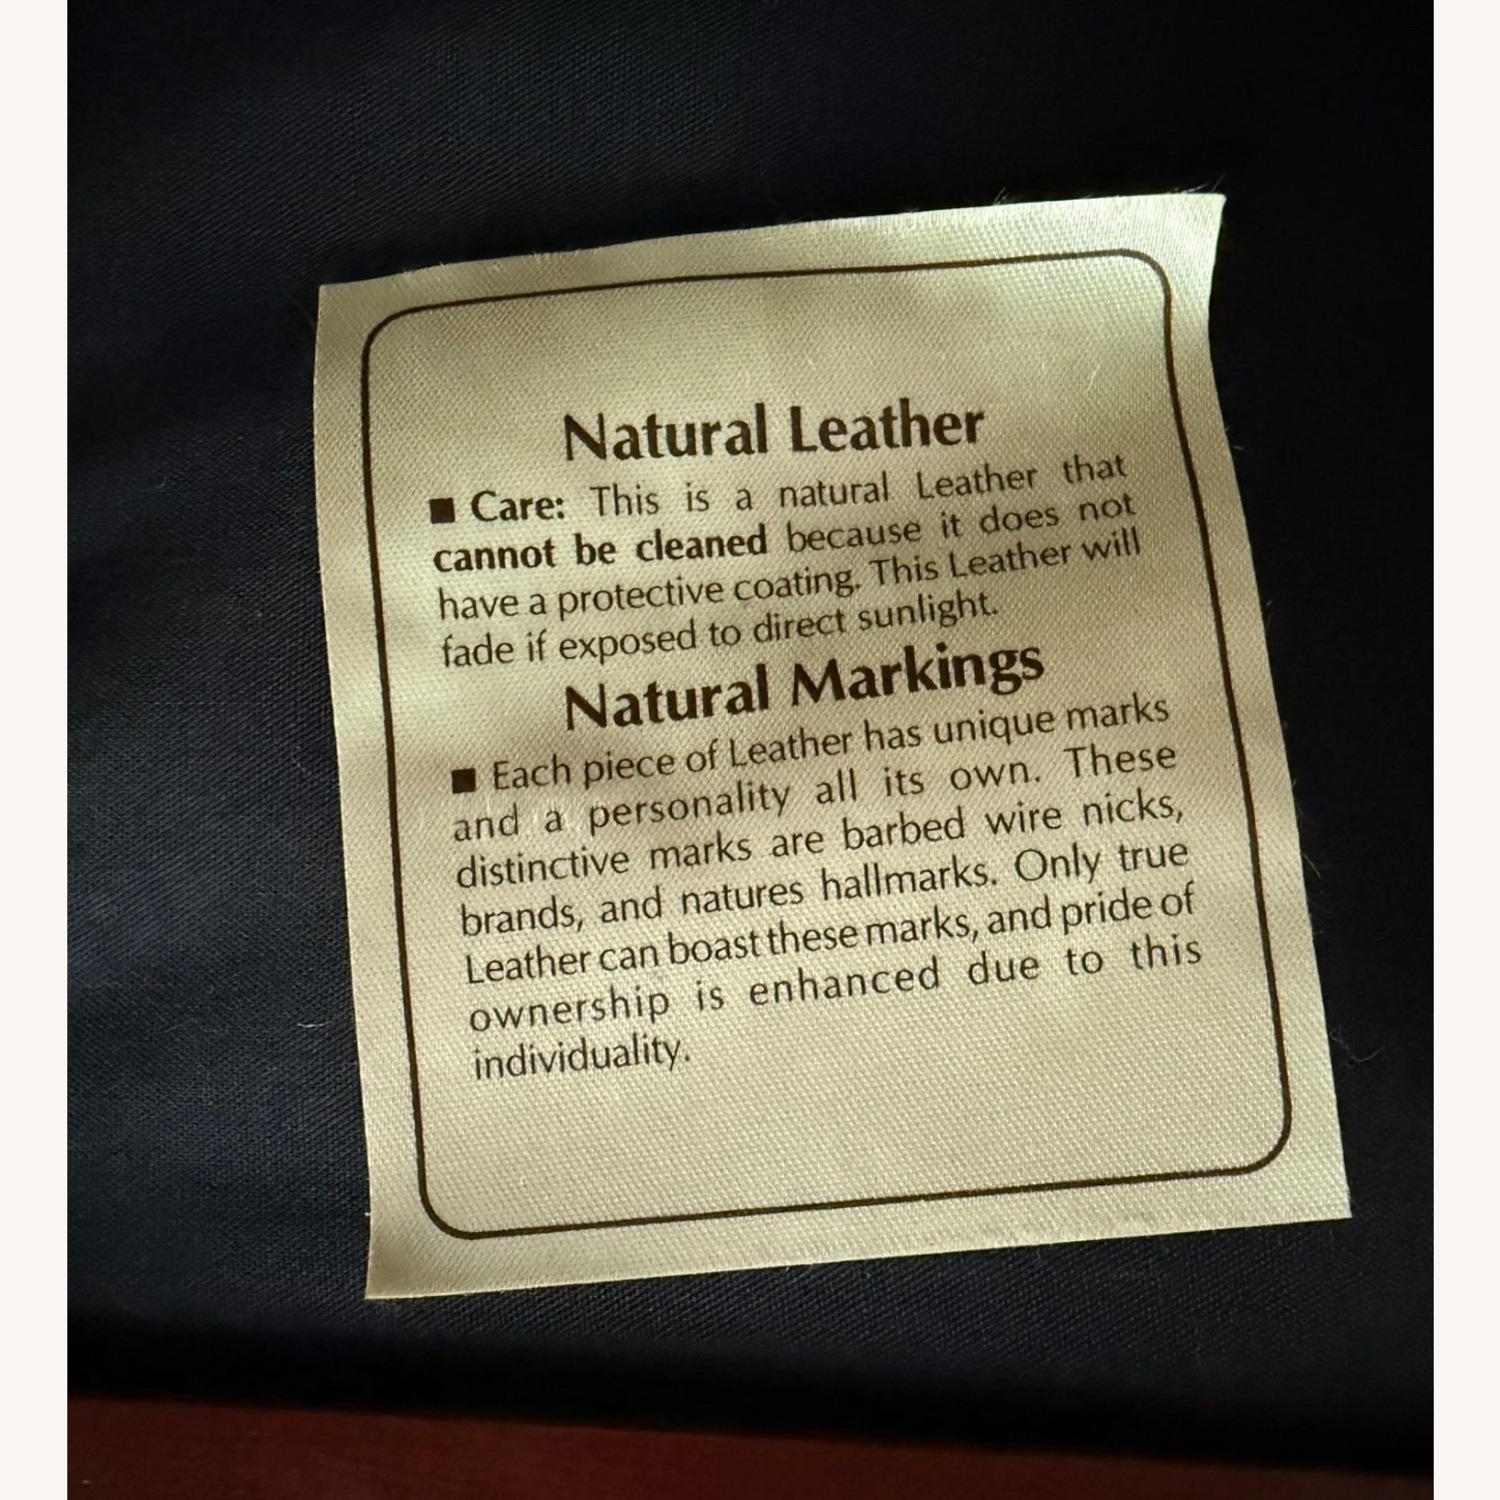 Natural Leather
■ Care: This is a natural Leather that
cannot be cleaned because it does not
have a protective coating. This Leather will
fade if exposed to direct sunlight.
Natural Markings
■ Each piece of Leather has unique marks
and a personality all its own. These
distinctive marks are barbed wire nicks,
brands, and natures hallmarks. Only true
Leather can boast these marks, and pride of
ownership is enhanced due to this
individuality.